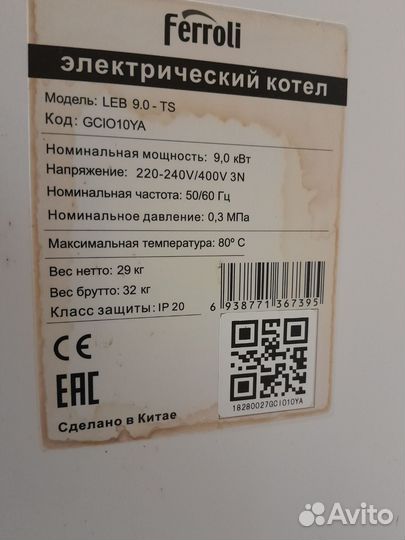 Ferroli
электрический котел
Модель: LEB 9.0 - TS
Код: GCIO10YA
Номинальная мощность: 9,0 кВт
Напряжение: 220-240V/400V 3N
Номинальная частота: 50/60 Гц
Номинальное давление: 0,3 МПа
Максимальная температура: 80º C
Вес нетто: 29 кг
Вес брутто: 32 кг
Класс защиты: IP 20
6 938771 367395
CE
EAC
18280027GCI010YA
Сделано в Китае
Avito